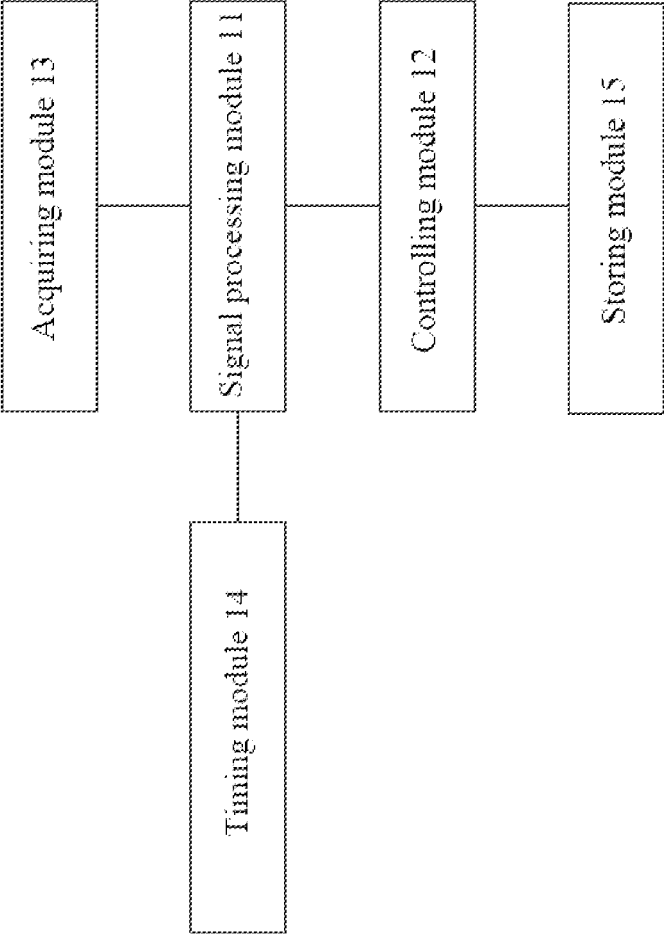 Acquiring module 13
Signal processing module 11
Controlling module 12
Storing module 15
Timing module 14